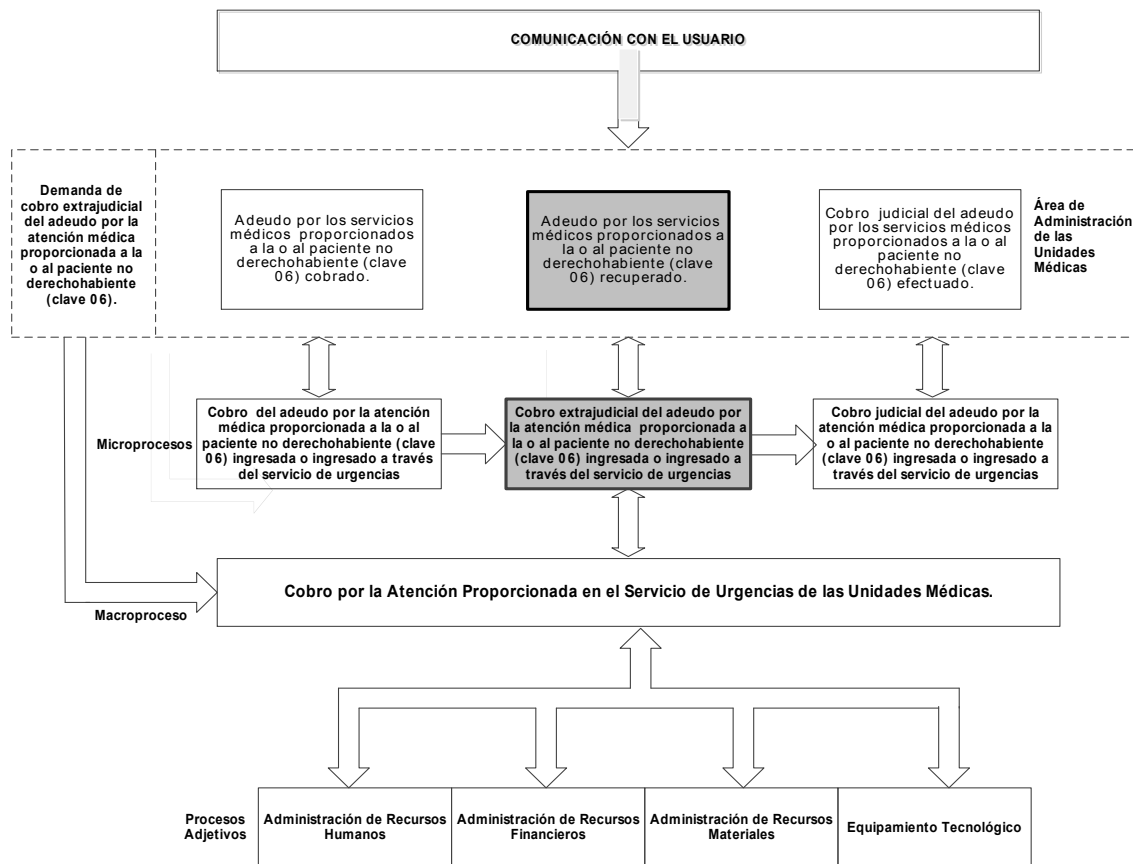 COMUNICACIÓN CON EL USUARIO
Demanda de
cobro extrajudicial
del adeudo por la
atención médica
proporcionada a la
o al paciente no
derechohabiente
(clave 06).
Adeudo por los servicios
médicos proporcionados
a la o al paciente no
derechohabiente (clave
06) cobrado.
Adeudo por los servicios
médicos proporcionados a
la o al paciente no
derechohabiente (clave
06) recuperado.
Cobro judicial del adeudo
por los servicios médicos
proporcionados a la o al
paciente no
derechohabiente (clave
06) efectuado.
Área de
Administración
de las
Unidades
Médicas
Microprocesos
Cobro del adeudo por la atención
médica proporcionada a la o al
paciente no derechohabiente (clave
06) ingresada o ingresado a través
del servicio de urgencias
Cobro extrajudicial del adeudo por
la atención médica proporcionada a
la o al paciente no derechohabiente
(clave 06) ingresada o ingresado a
través del servicio de urgencias
Cobro judicial del adeudo por la
atención médica proporcionada a la
o al paciente no derechohabiente
(clave 06) ingresada o ingresado a
través del servicio de urgencias
Cobro por la Atención Proporcionada en el Servicio de Urgencias de las Unidades Médicas.
Macroproceso
Procesos
Adjetivos
Administración de Recursos
Humanos
Administración de Recursos
Financieros
Administración de Recursos
Materiales
Equipamiento Tecnológico